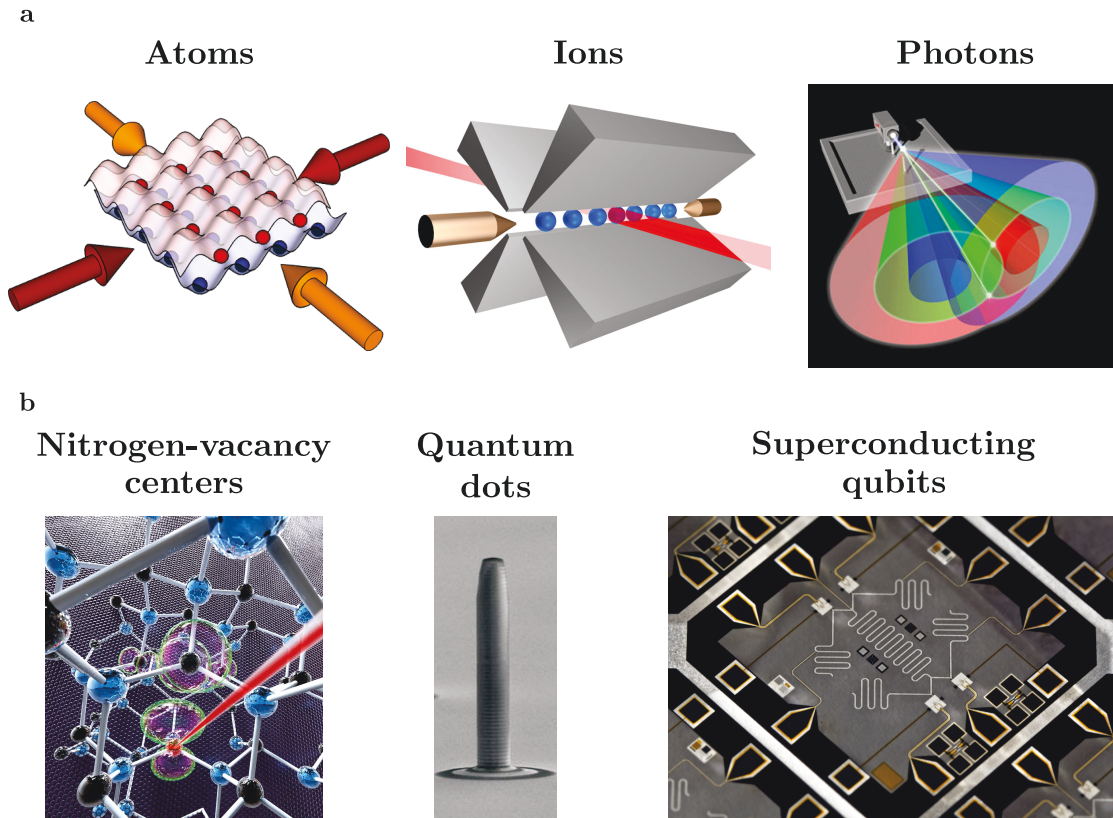 a
Atoms
Ions
Photons
b
Nitrogen-vacancy
centers
Quantum
dots
Superconducting
qubits